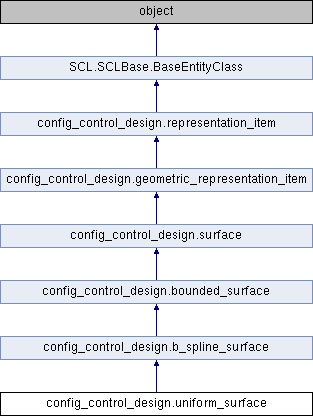 object
SCL.SCLBase.BaseEntityClass
config_control_design.representation_item
config_control_design.geometric_representation_item
config_control_design.surface
config_control_design.bounded_surface
config_control_design.b_spline_surface
config_control_design.uniform_surface